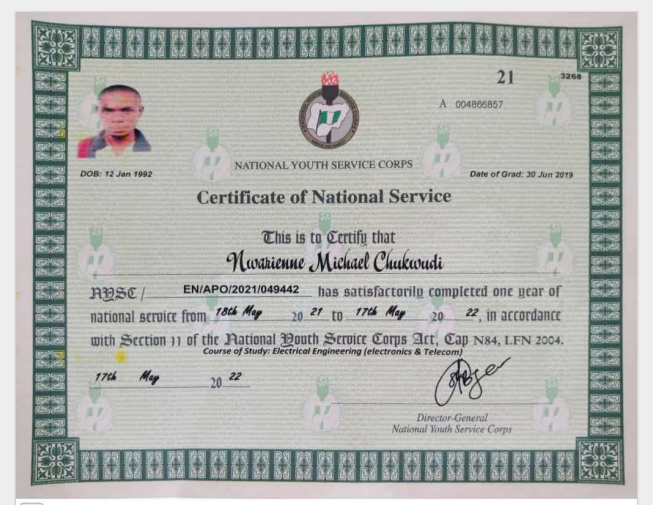 21
3268
A 004866857
NATIONAL YOUTH SERVICE CORPS
DOB: 12 Jan 1992
Date of Grad: 30 Jun 2019
Certificate of National Service
This is to Certify that
Nwarienne Michael Chukwudi
NYSC / EN/APO/2021/049442 has satisfactorily completed one year of
national service from 18th May 20 21 to 17th May 20 22, in accordance
with Section 11 of the National Youth Service Corps Act, Cap N84, LFN 2004.
Course of Study: Electrical Engineering (electronics & Telecom)
17th May 20 22
Director-General
National Youth Service Corps